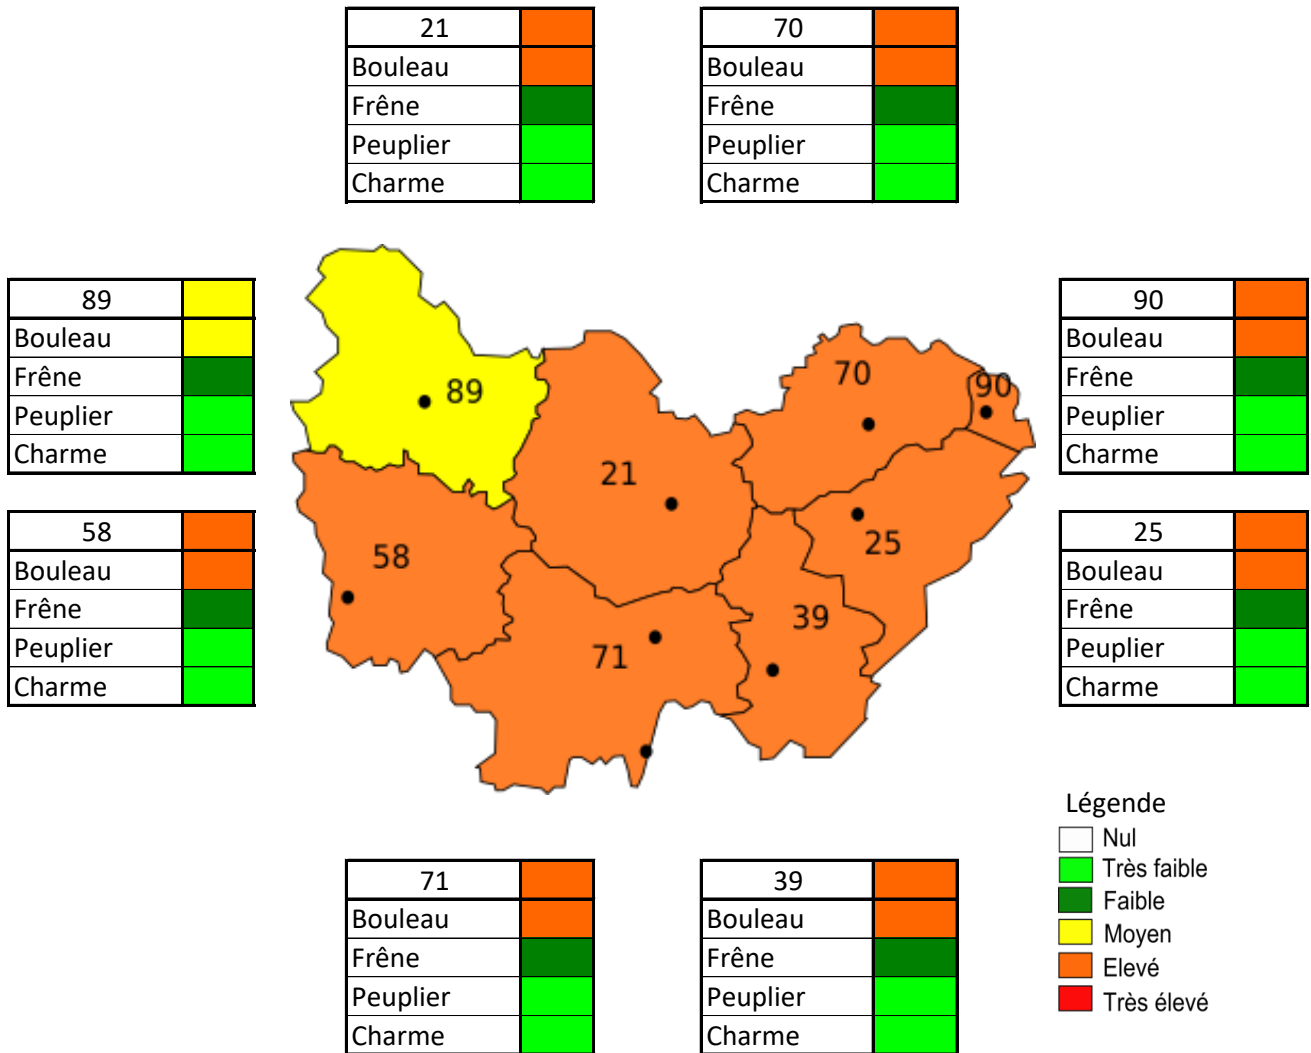 21
Bouleau
Frêne
Peuplier
Charme
70
Bouleau
Frêne
Peuplier
Charme
89
Bouleau
Frêne
Peuplier
Charme
58
Bouleau
Frêne
Peuplier
Charme
89
70
90
21
58
25
39
71
90
Bouleau
Frêne
Peuplier
Charme
25
Bouleau
Frêne
Peuplier
Charme
71
Bouleau
Frêne
Peuplier
Charme
39
Bouleau
Frêne
Peuplier
Charme
Légende
Nul
Très faible
Faible
Moyen
Elevé
Très élevé